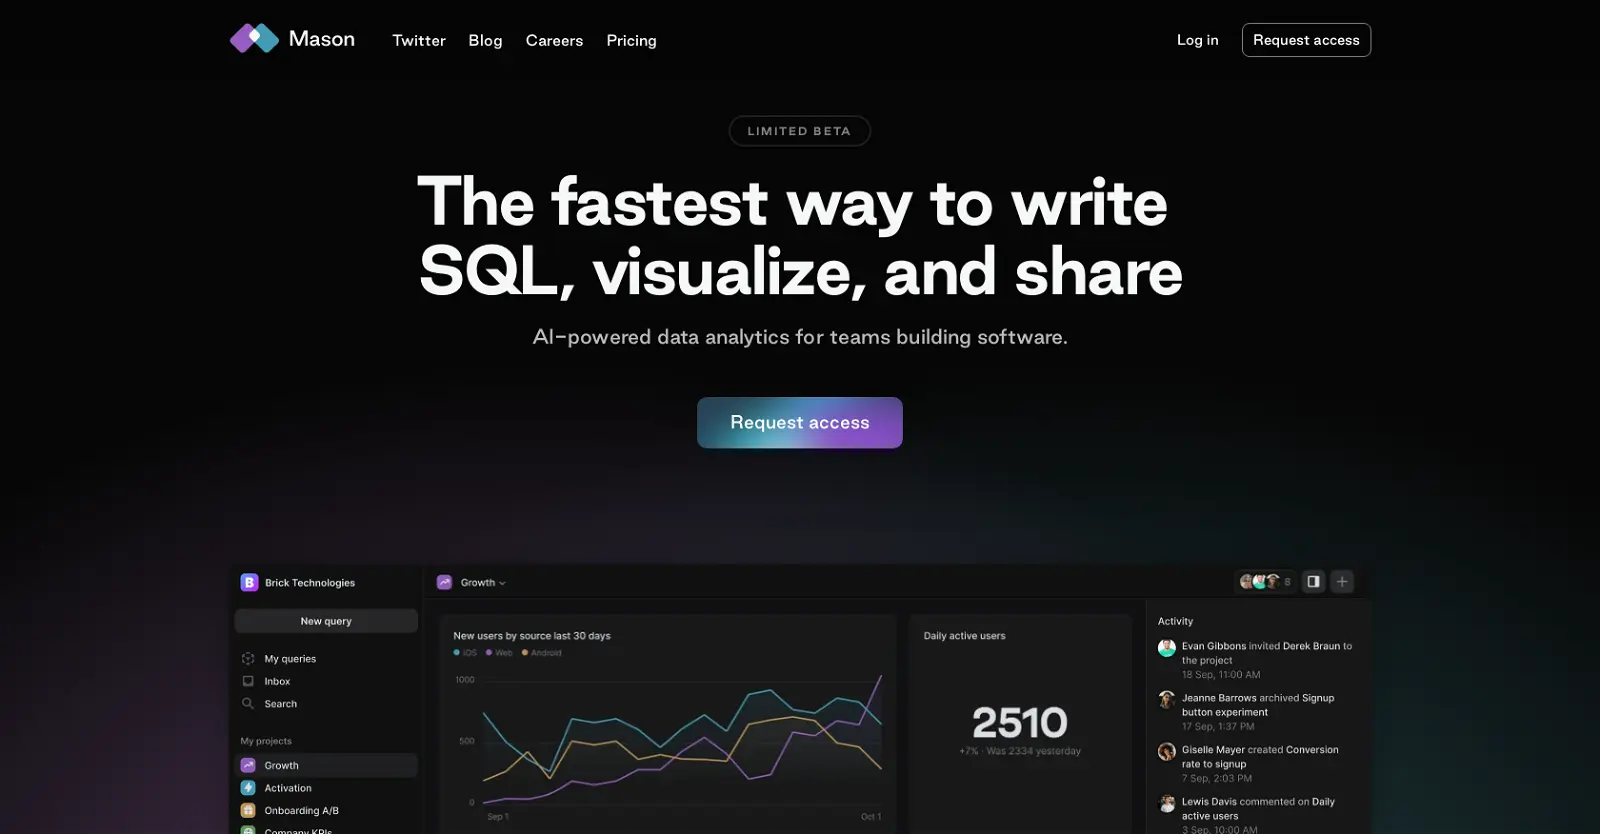 Mason
Twitter
Blog
Careers
Pricing
Log in
Request access
LIMITED BETA
The fastest way to write
SQL, visualize, and share
AI-powered data analytics for teams building software.
Request access
B
Brick Technologies
New query
My queries
Inbox
Search
My projects
Growth
Activation
Onboarding A/B
Company KPIs
Growth
8
New users by source last 30 days
iOS
Web
Android
1000
500
0
Sep 1
Oct 1
Daily active users
2510
+7% · Was 2334 yesterday
Activity
Evan Gibbons invited Derek Braun to
the project
18 Sep, 11:00 AM
Jeanne Barrows archived Signup
button experiment
17 Sep, 1:37 PM
Giselle Mayer created Conversion
rate to signup
7 Sep, 2:03 PM
Lewis Davis commented on Daily
active users
3 Sep, 10:00 AM